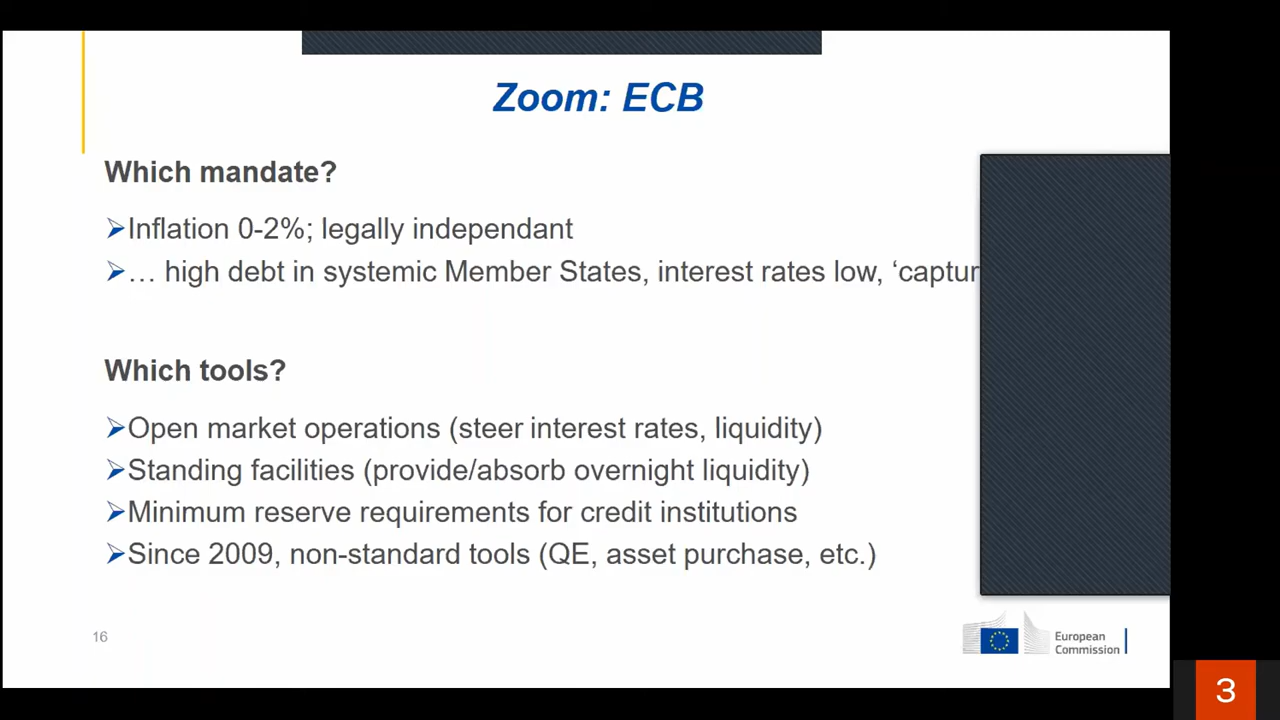 Zoom: ECB
Which mandate?
➢Inflation 0-2%; legally independant
➢… high debt in systemic Member States, interest rates low, ‘captur
Which tools?
➢Open market operations (steer interest rates, liquidity)
➢Standing facilities (provide/absorb overnight liquidity)
➢Minimum reserve requirements for credit institutions
➢Since 2009, non-standard tools (QE, asset purchase, etc.)
16
European
Commission
3